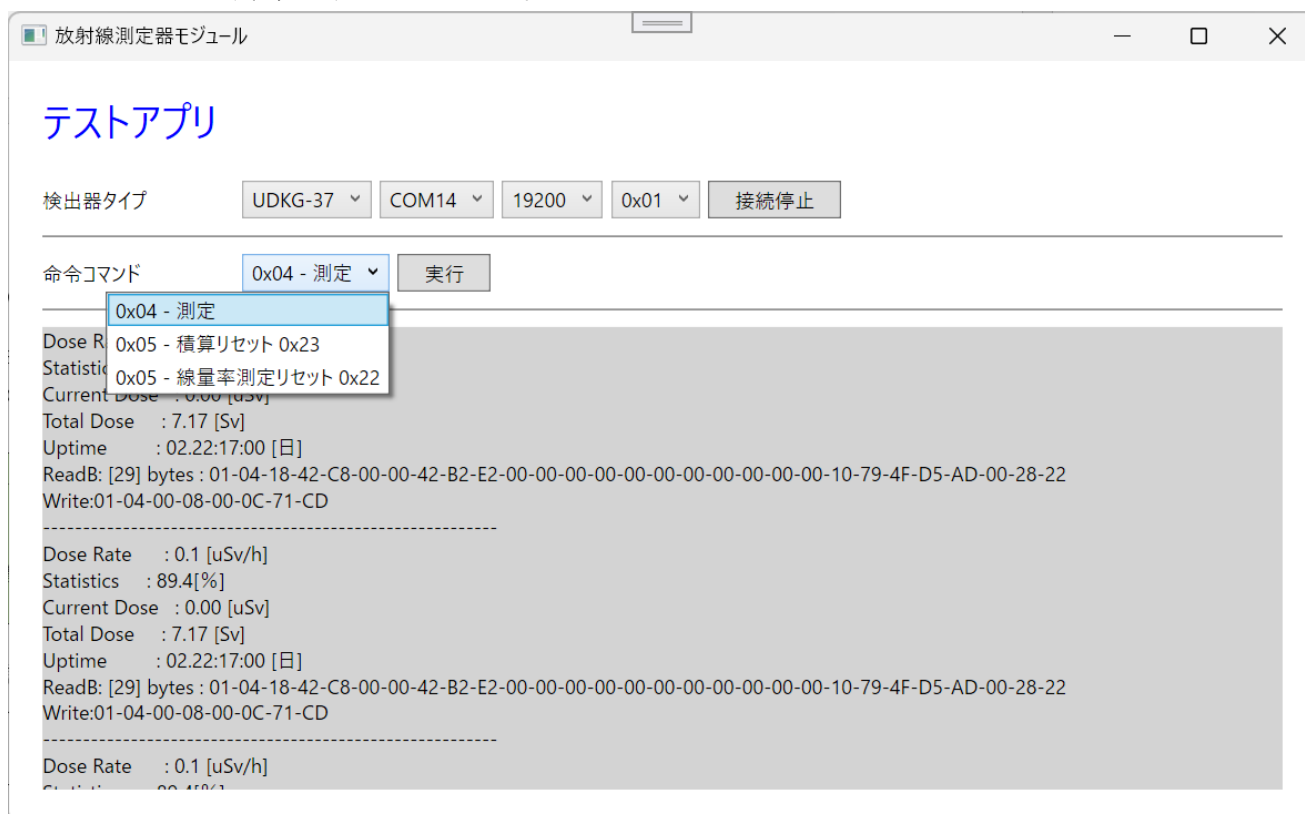 放射線測定器モジュール
テストアプリ
検出器タイプ UDKG-37 COM14 19200 0x01 接続停止
命令コマンド 0x04 - 測定 実行
0x04 - 測定
0x05 - 積算リセット 0x23
0x05 - 線量率測定リセット 0x22
Dose R
Statistic
Current Dose : 0.00 [uSv]
Total Dose : 7.17 [Sv]
Uptime : 02.22:17:00 [日]
ReadB: [29] bytes : 01-04-18-42-C8-00-00-42-B2-E2-00-00-00-00-00-00-00-00-00-00-00-10-79-4F-D5-AD-00-28-22
Write:01-04-00-08-00-0C-71-CD
--------------------------------------------------------
Dose Rate : 0.1 [uSv/h]
Statistics : 89.4[%]
Current Dose : 0.00 [uSv]
Total Dose : 7.17 [Sv]
Uptime : 02.22:17:00 [日]
ReadB: [29] bytes : 01-04-18-42-C8-00-00-42-B2-E2-00-00-00-00-00-00-00-00-00-00-00-10-79-4F-D5-AD-00-28-22
Write:01-04-00-08-00-0C-71-CD
--------------------------------------------------------
Dose Rate : 0.1 [uSv/h]